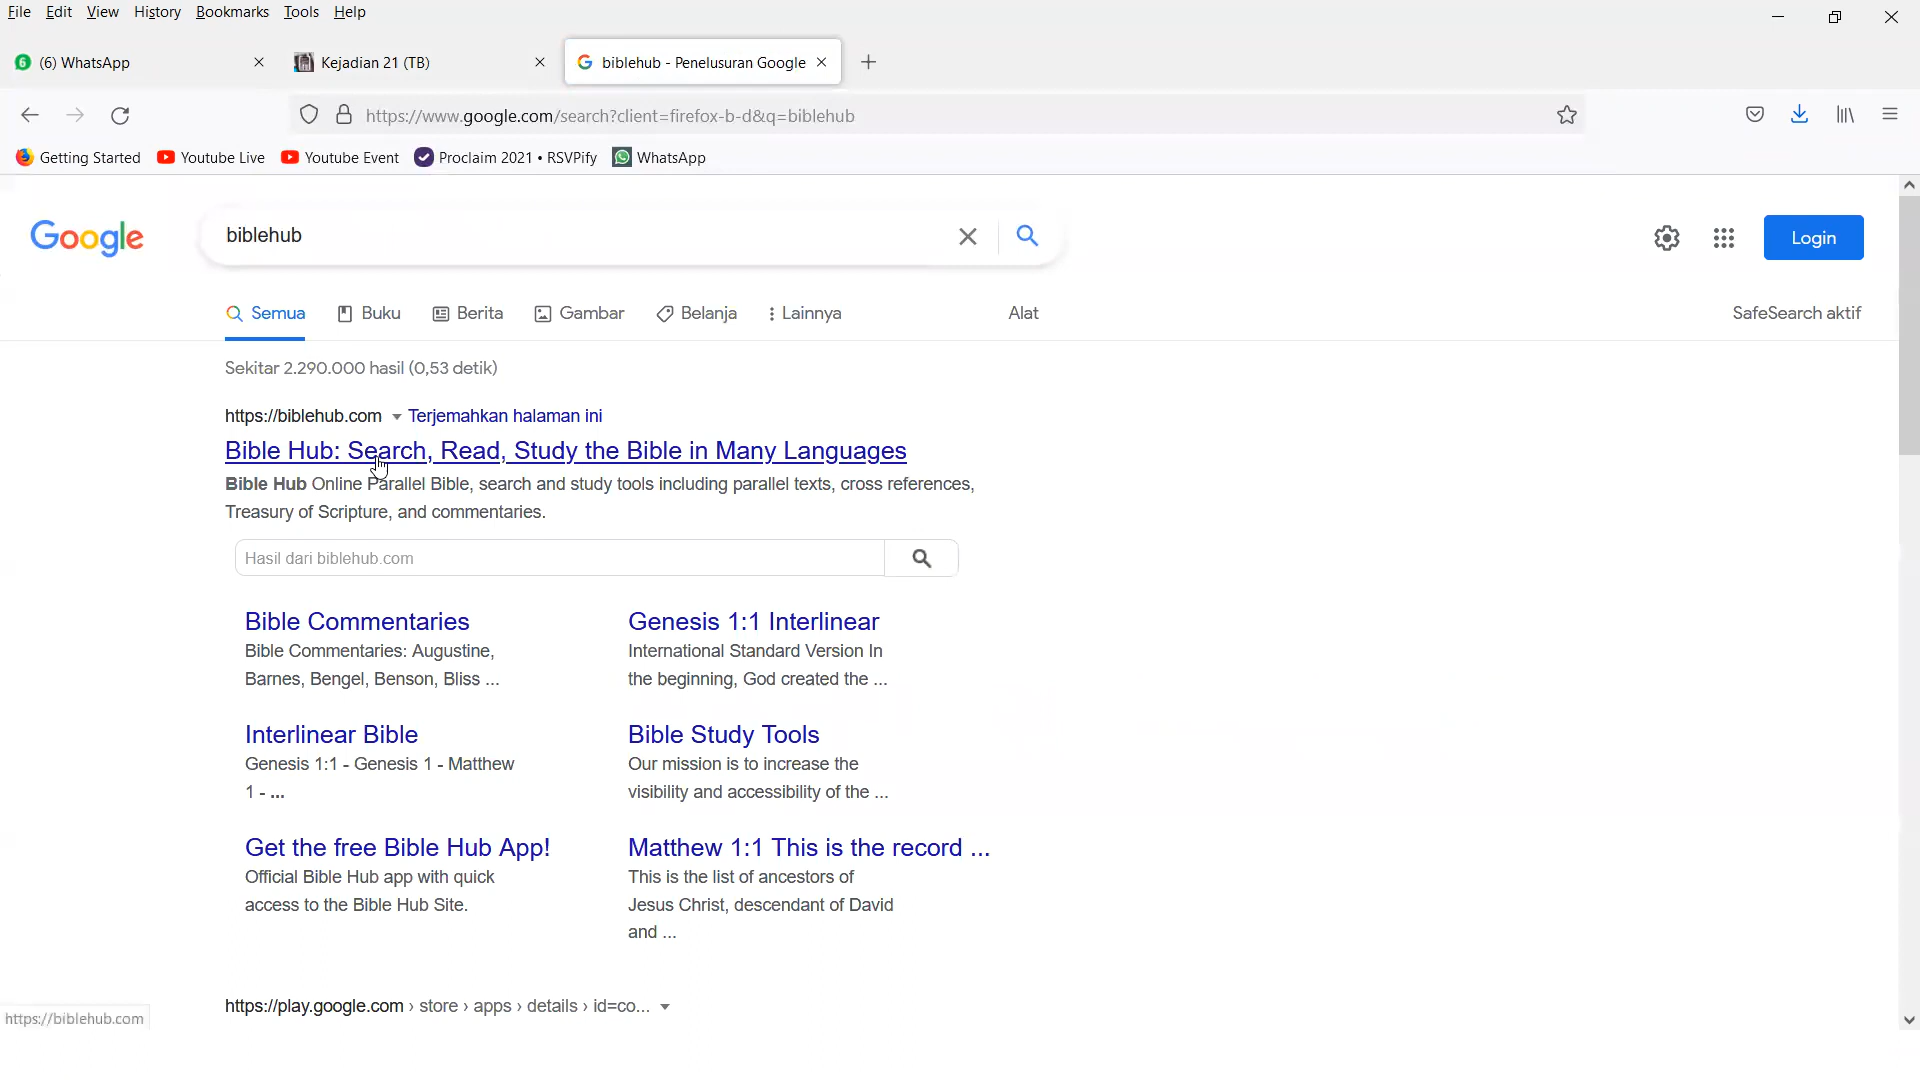 File Edit View History Bookmarks Tools Help
6 (6) WhatsApp Kejadian 21 (TB) biblehub - Penelusuran Google
https://www.google.com/search?client=firefox-b-d&q=biblehub
Getting Started Youtube Live Youtube Event Proclaim 2021 • RSVPify WhatsApp
Google biblehub Login
Semua Buku Berita Gambar Belanja Lainnya Alat SafeSearch aktif
Sekitar 2.290.000 hasil (0,53 detik)
https://biblehub.com Terjemahkan halaman ini
Bible Hub: Search, Read, Study the Bible in Many Languages
Bible Hub Online Parallel Bible, search and study tools including parallel texts, cross references,
Treasury of Scripture, and commentaries.
Hasil dari biblehub.com
Bible Commentaries
Bible Commentaries: Augustine,
Barnes, Bengel, Benson, Bliss ...
Genesis 1:1 Interlinear
International Standard Version In
the beginning, God created the ...
Interlinear Bible
Genesis 1:1 - Genesis 1 - Matthew
1 - ...
Bible Study Tools
Our mission is to increase the
visibility and accessibility of the ...
Get the free Bible Hub App!
Official Bible Hub app with quick
access to the Bible Hub Site.
Matthew 1:1 This is the record ...
This is the list of ancestors of
Jesus Christ, descendant of David
and ...
https://play.google.com › store › apps › details › id=co...
https://biblehub.com